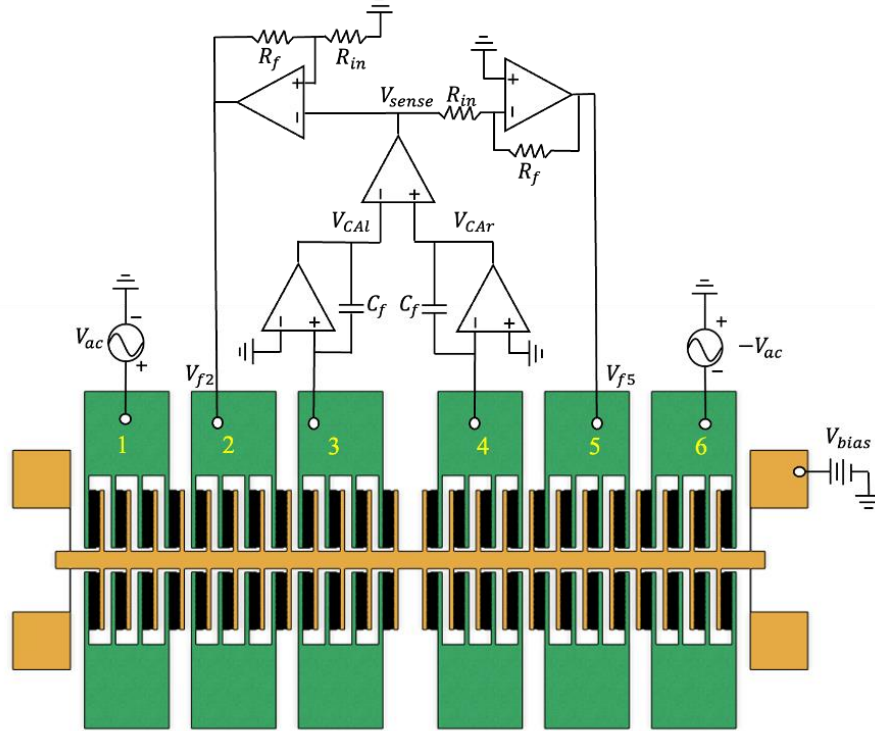 R_f R_in
V_sense R_in
R_f
V_CAl V_CAr
C_f C_f
V_ac -V_ac
V_f2 V_f5
1 2 3 4 5 6
V_bias